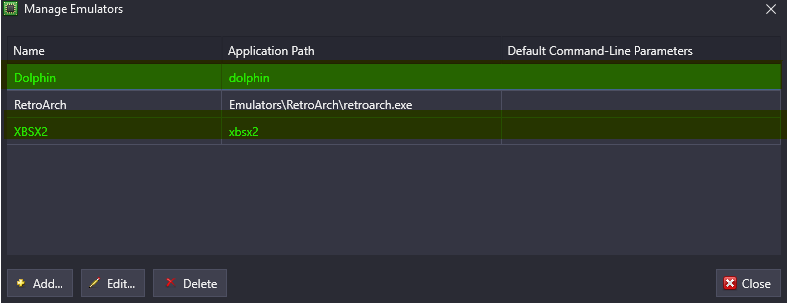 Manage Emulators
Name Application Path Default Command-Line Parameters
Dolphin dolphin
RetroArch Emulators\RetroArch\retroarch.exe
XBSX2 xbsx2
Add... Edit... Delete Close